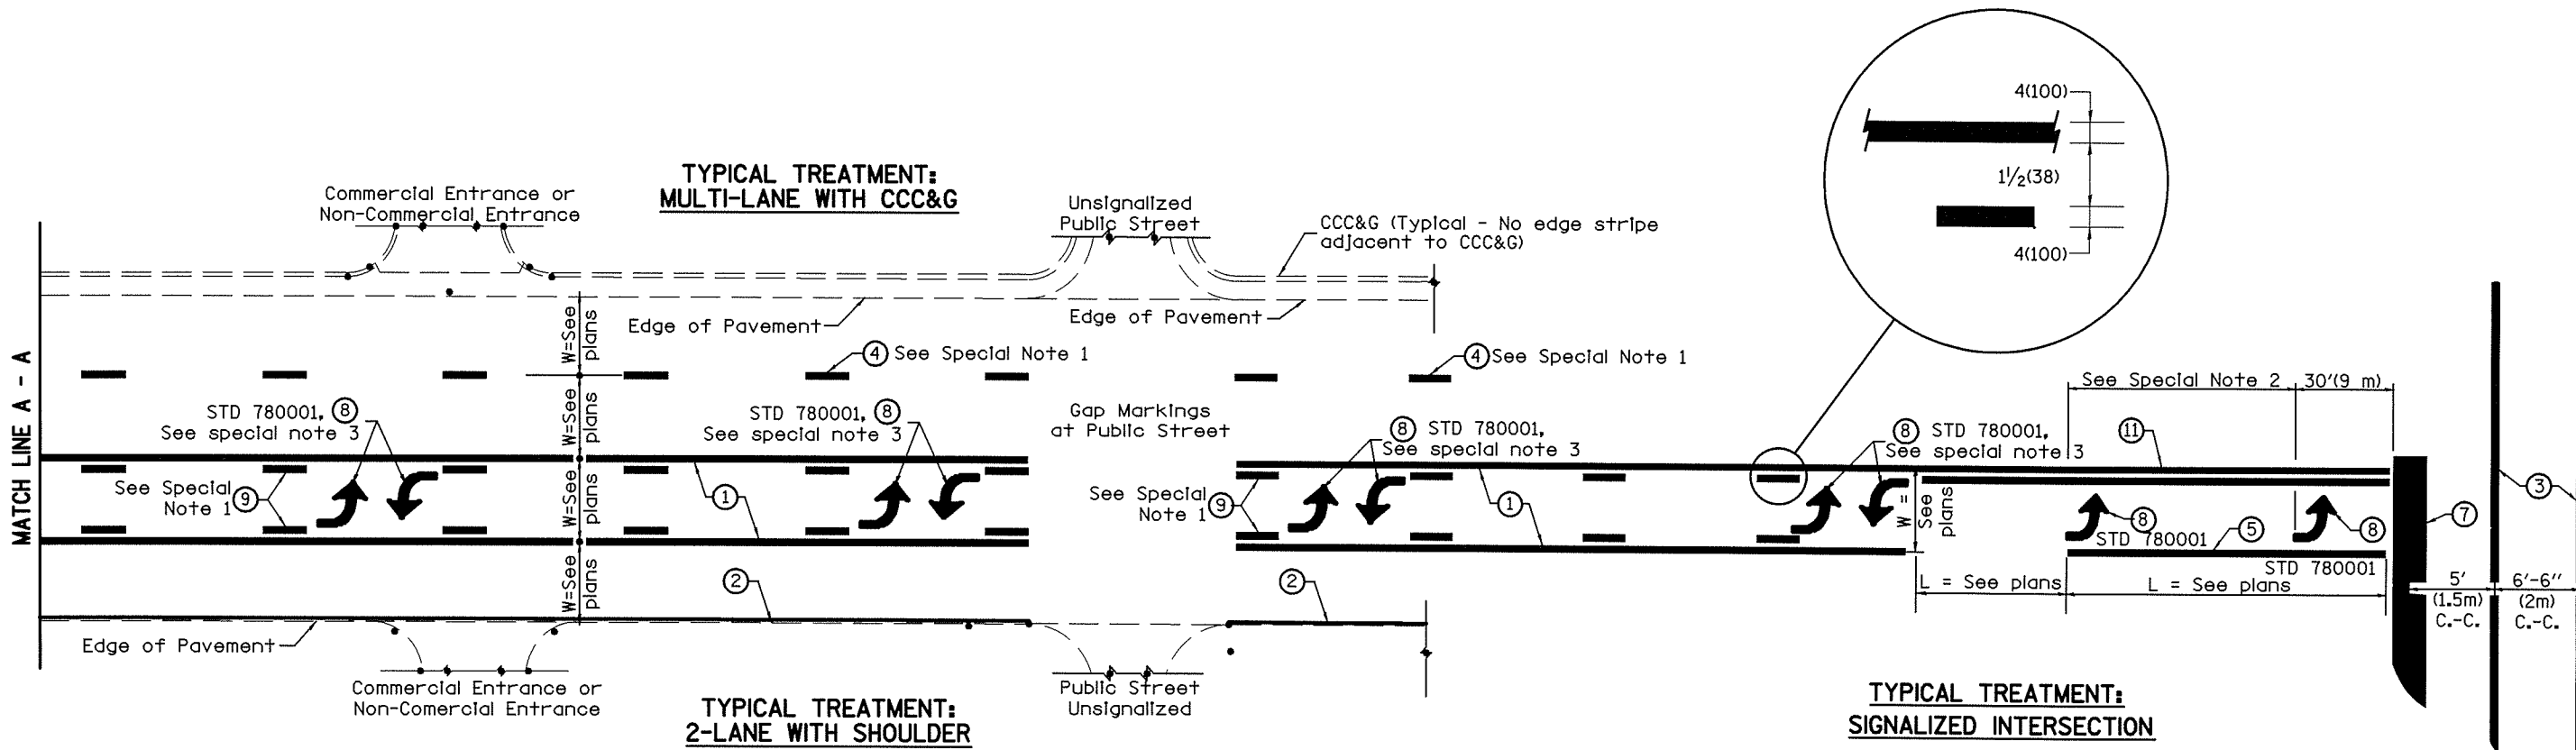 TYPICAL TREATMENT:
MULTI-LANE WITH CCC&G
Commercial Entrance or
Non-Commercial Entrance
Unsignalized
Public Street
CCC&G (Typical - No edge stripe
adjacent to CCC&G)
4(100)
1 1/2(38)
4(100)
MATCH LINE A - A
Edge of Pavement
Edge of Pavement
W=See
plans
4 See Special Note 1
4 See Special Note 1
W=See
plans
STD 780001, 8
See special note 3
STD 780001, 8
See special note 3
Gap Markings
at Public Street
8 STD 780001,
See special note 3
8 STD 780001,
See special note 3
See Special Note 2
30'(9 m)
11
See Special
Note 1
9
1
W=See
plans
See Special
Note 1
9
1
W =
See
plans
8
STD 780001
5
8
STD 780001
7
3
L = See plans
L = See plans
5'
(1.5m)
C.-C.
6'-6"
(2m)
C.-C.
W=See
plans
2
2
Edge of Pavement
Commercial Entrance or
Non-Comercial Entrance
Public Street
Unsignalized
TYPICAL TREATMENT:
2-LANE WITH SHOULDER
TYPICAL TREATMENT:
SIGNALIZED INTERSECTION